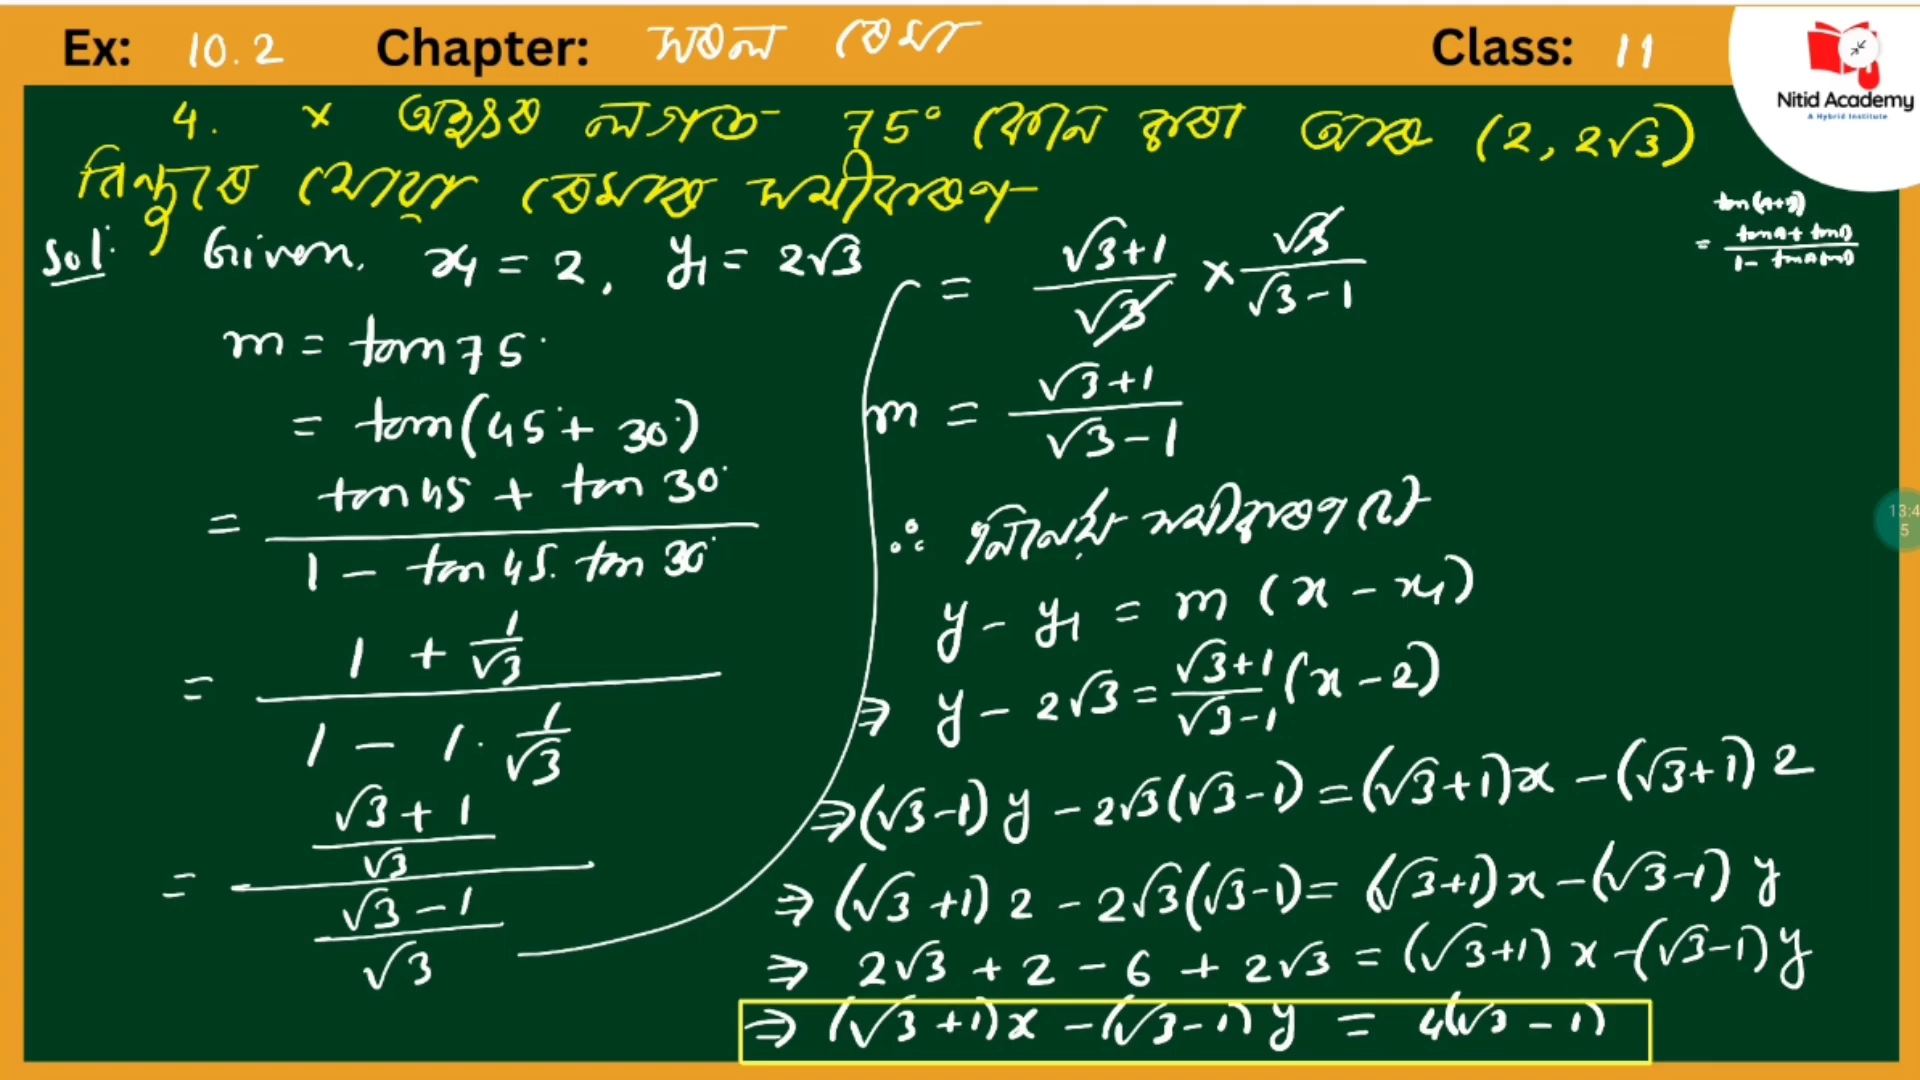 Ex: 10.2 Chapter: সৰল ৰেখা Class: 11
Nitid Academy
A Hybrid Institute
4. x অক্ষৰ লগত 75° কোণ কৰা আৰু (2, 2√3)
বিন্দুৰে যোৱা ৰেখাৰ সমীকৰণ
tan(A+B)
= (tanA + tanB)/(1 - tanA tanB)
Sol: Given, x₁ = 2, y₁ = 2√3
m = tan 75°
= tan(45° + 30°)
= (tan 45 + tan 30°)/(1 - tan 45. tan 30°)
= (1 + 1/√3)/(1 - 1. 1/√3)
= ((√3 + 1)/√3)/((√3 - 1)/√3)
= (√3+1)/√3 × √3/(√3-1)
m = (√3+1)/(√3-1)
∴ নিৰ্ণেয় সমীকৰণ টো
y - y₁ = m (x - x₁)
⇒ y - 2√3 = (√3+1)/(√3-1) (x - 2)
⇒ (√3-1) y - 2√3(√3-1) = (√3+1)x - (√3+1) 2
⇒ (√3+1) 2 - 2√3(√3-1) = (√3+1)x - (√3-1) y
⇒ 2√3 + 2 - 6 + 2√3 = (√3+1) x - (√3-1) y
⇒ (√3+1)x - (√3-1) y = 4(√3 - 1)
13:4
5